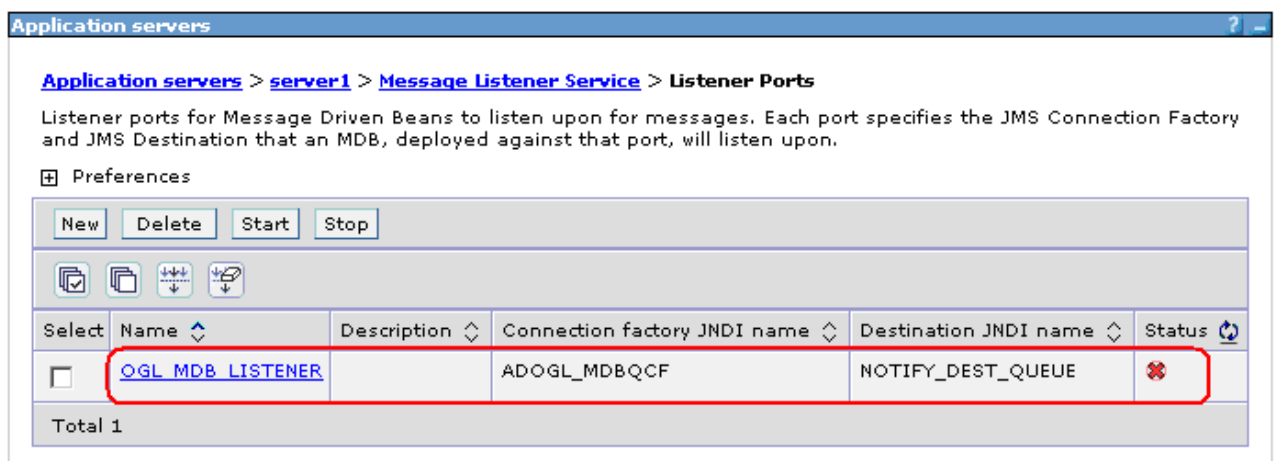 Application servers ? _
Application servers > server1 > Message Listener Service > Listener Ports
Listener ports for Message Driven Beans to listen upon for messages. Each port specifies the JMS Connection Factory
and JMS Destination that an MDB, deployed against that port, will listen upon.
Preferences
New Delete Start Stop
Select Name Description Connection factory JNDI name Destination JNDI name Status
OGL_MDB_LISTENER ADOGL_MDBQCF NOTIFY_DEST_QUEUE
Total 1